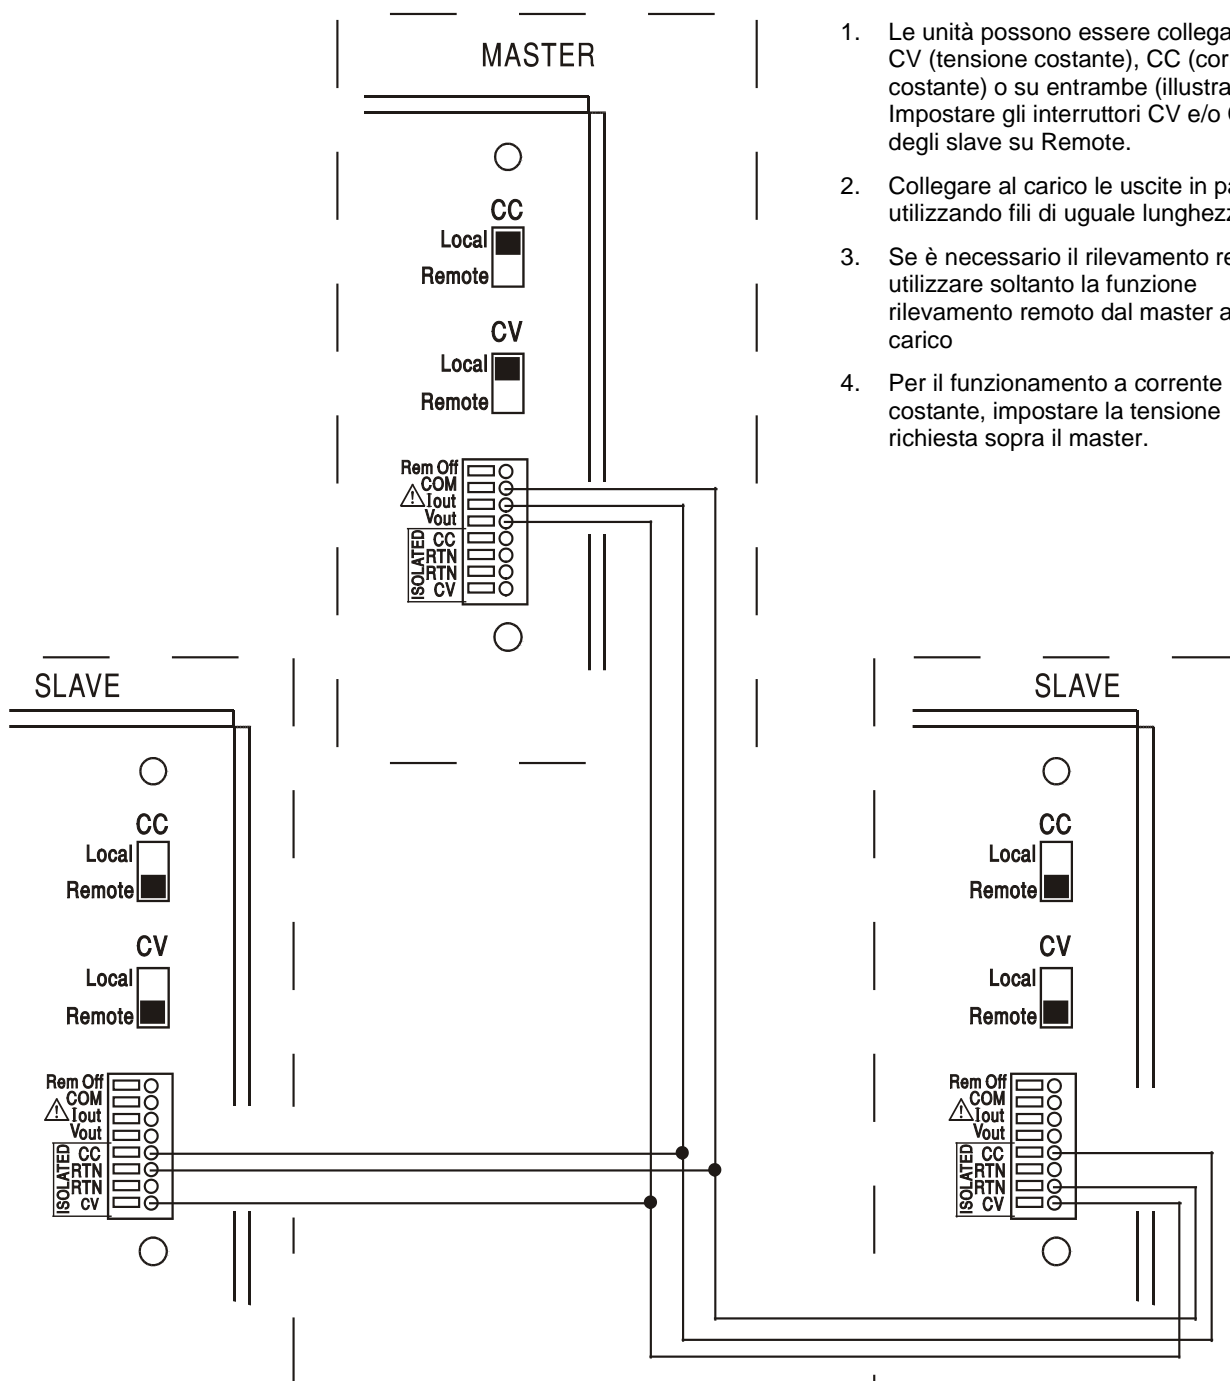 MASTER
CC
Local
Remote
CV
Local
Remote
Rem Off
COM
Iout
Vout
ISOLATED
CC
RTN
RTN
CV
1. Le unità possono essere collega
CV (tensione costante), CC (cor
costante) o su entrambe (illustra
Impostare gli interruttori CV e/o
degli slave su Remote.
2. Collegare al carico le uscite in pa
utilizzando fili di uguale lunghezz
3. Se è necessario il rilevamento re
utilizzare soltanto la funzione
rilevamento remoto dal master a
carico
4. Per il funzionamento a corrente
costante, impostare la tensione
richiesta sopra il master.
SLAVE
CC
Local
Remote
CV
Local
Remote
Rem Off
COM
Iout
Vout
ISOLATED
CC
RTN
RTN
CV
SLAVE
CC
Local
Remote
CV
Local
Remote
Rem Off
COM
Iout
Vout
ISOLATED
CC
RTN
RTN
CV